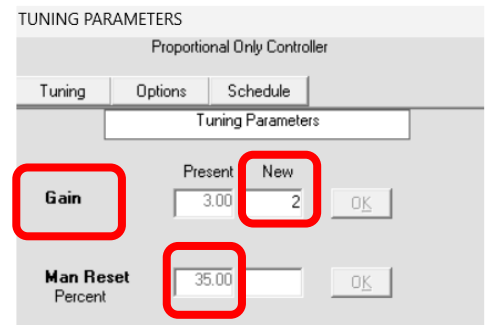 TUNING PARAMETERS
Proportional Only Controller
Tuning Options Schedule
Tuning Parameters
Present New
Gain 3.00 2 OK
Man Reset 35.00 OK
Percent